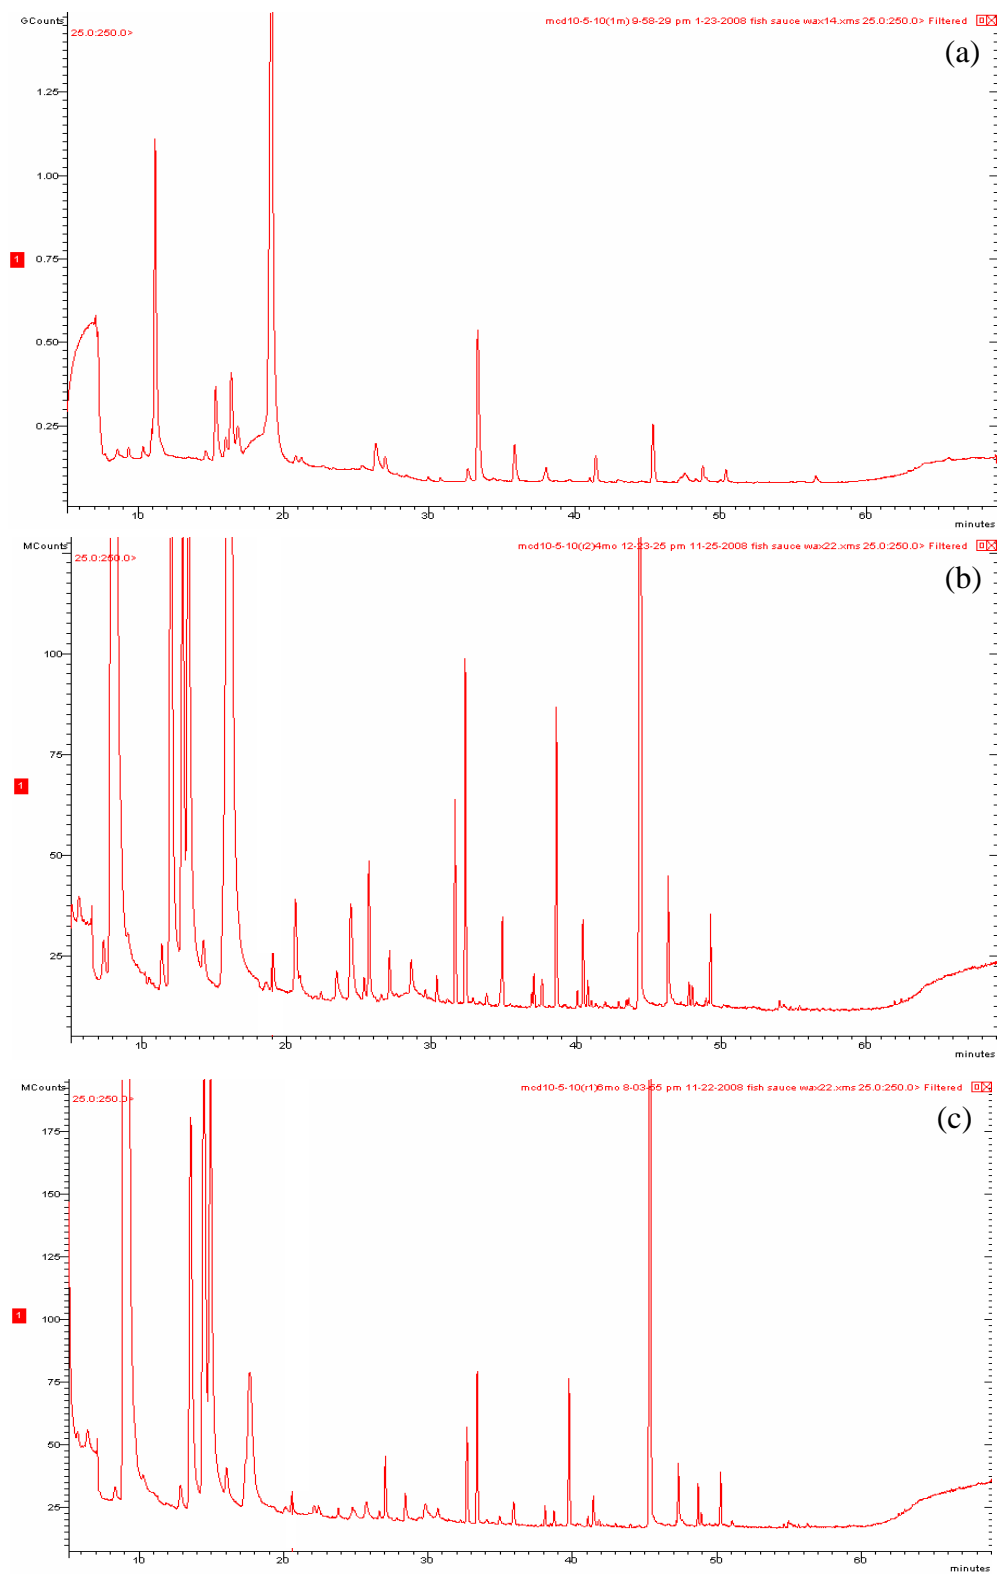 GCounts
mcd10-5-10(1m) 9-58-29 pm 1-23-2008 fish sauce wax14.xms 25.0:250.0> Filtered
25.0:250.0>
(a)
1.25
1.00
1
0.75
0.50
0.25
10 20 30 40 50 60
minutes
MCounts
mcd10-5-10(r2)4mo 12-23-25 pm 11-25-2008 fish sauce wax22.xms 25.0:250.0> Filtered
25.0:250.0>
(b)
100
75
1
50
25
10 20 30 40 50 60
minutes
MCounts
mcd10-5-10(r1)6mo 8-03-55 pm 11-22-2008 fish sauce wax22.xms 25.0:250.0> Filtered
25.0:250.0>
(c)
175
150
125
1
100
75
50
25
10 20 30 40 50 60
minutes